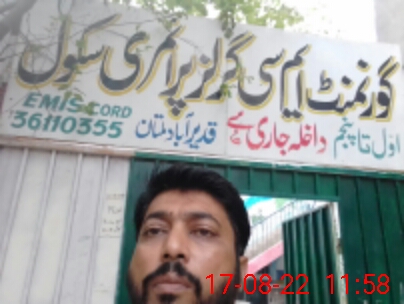 گورنمنٹ ایم سی گرلز پرائمری سکول
EMIS CORD
36110355
قدیرآباد ملتان
اوّل تا پنجم داخلہ جاری ہے
17-08-22 11:58